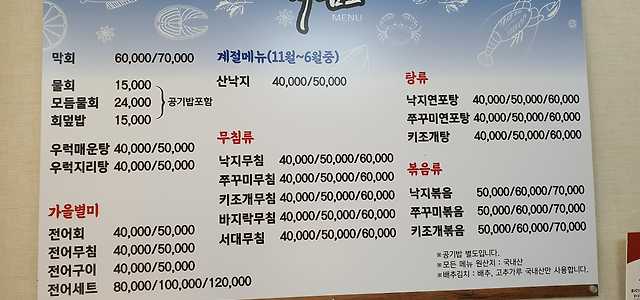 MENU
막회 60,000/70,000
물회 15,000
모듬물회 24,000
회덮밥 15,000
공기밥포함
우럭매운탕 40,000/50,000
우럭지리탕 40,000/50,000
가을별미
전어회 40,000/50,000
전어무침 40,000/50,000
전어구이 40,000/50,000
전어세트 80,000/100,000/120,000
계절메뉴(11월~6월중)
산낙지 40,000/50,000
무침류
낙지무침 40,000/50,000/60,000
쭈꾸미무침 40,000/50,000/60,000
키조개무침 40,000/50,000/60,000
바지락무침 40,000/50,000/60,000
서대무침 40,000/50,000/60,000
탕류
낙지연포탕 40,000/50,000/60,000
쭈꾸미연포탕 40,000/50,000/60,000
키조개탕 40,000/50,000/60,000
볶음류
낙지볶음 50,000/60,000/70,000
쭈꾸미볶음 50,000/60,000/70,000
키조개볶음 50,000/60,000/70,000
※공기밥 별도입니다.
※모든 메뉴 원산지 : 국내산
※배추김치 : 배추, 고추가루 국내산만 사용합니다.